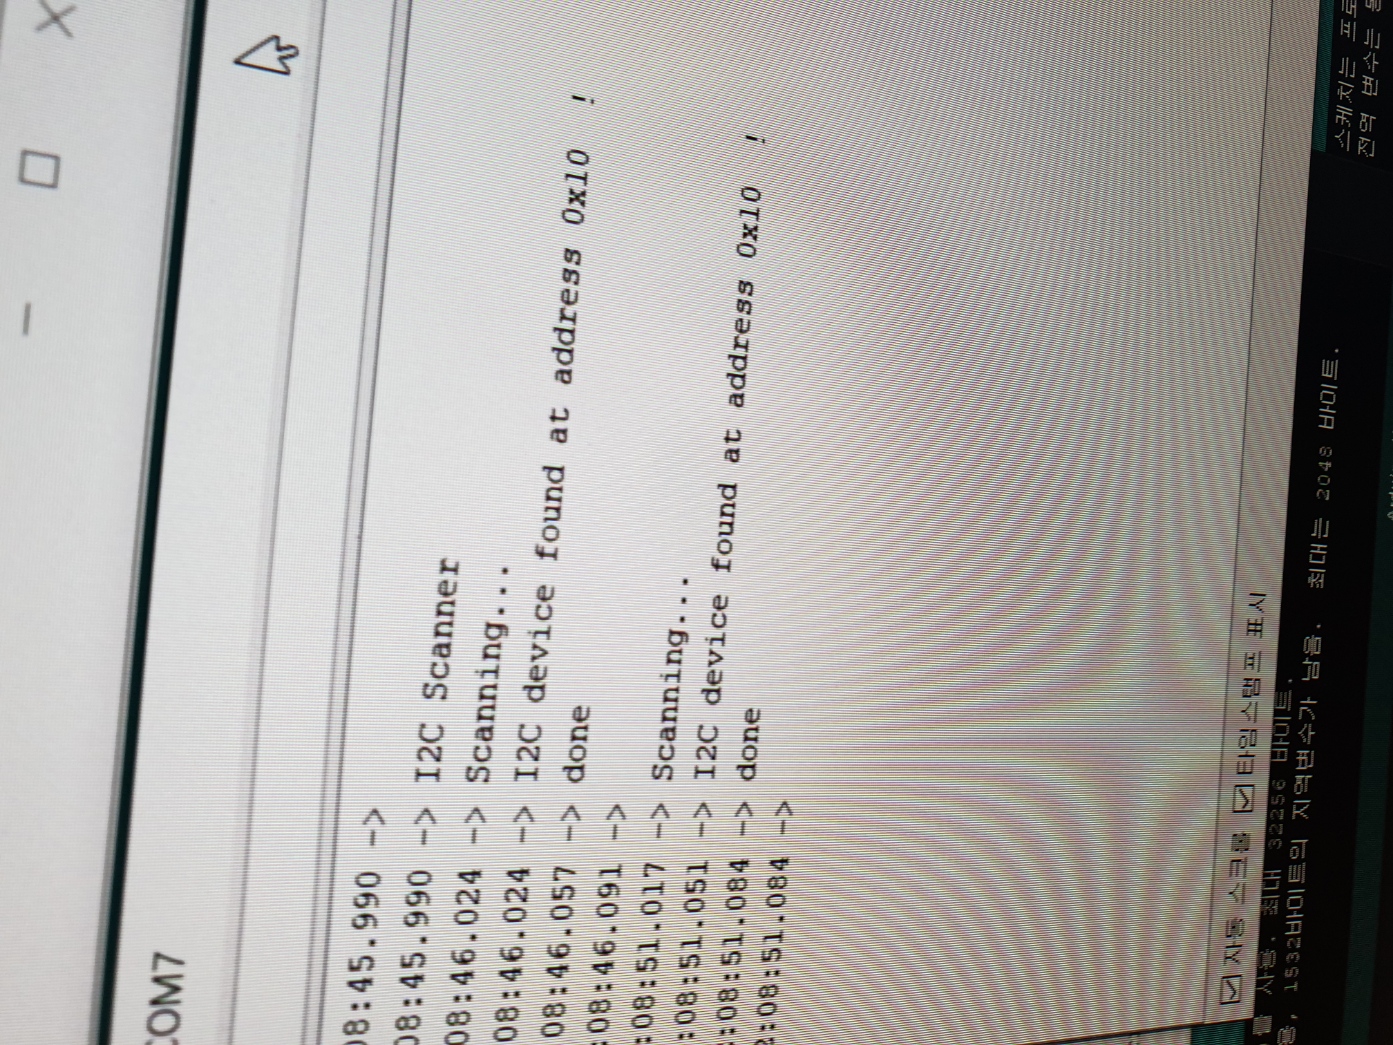 COM7
08:45.990 ->
08:45.990 -> I2C Scanner
08:46.024 -> Scanning...
08:46.024 -> I2C device found at address 0x10  !
:08:46.057 -> done
:08:46.091 ->
:08:51.017 -> Scanning...
:08:51.051 -> I2C device found at address 0x10  !
:08:51.084 -> done
2:08:51.084 ->
자동 스크롤 타임스탬프 표시
를 사용. 최대 32256 바이트.
용, 1532바이트의 지역변수가 남음.  최대는 2048 바이트.
스케치는
전역 변수는